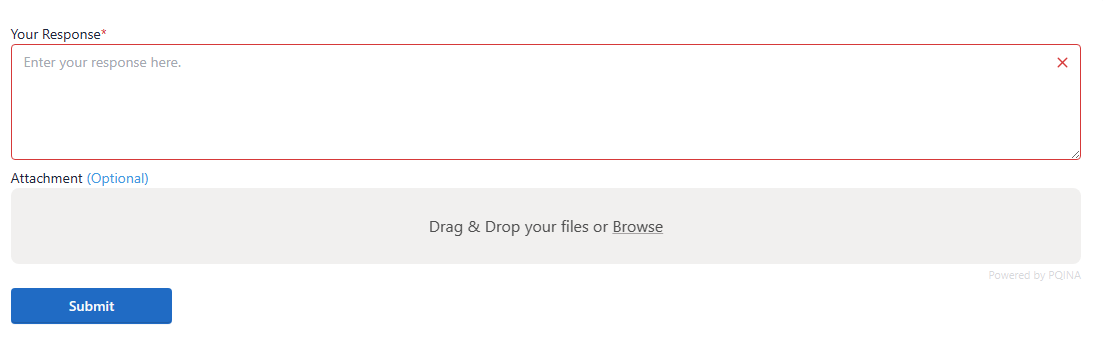 Your Response*
Enter your response here.
Attachment (Optional)
Drag & Drop your files or Browse
Powered by PQINA
Submit